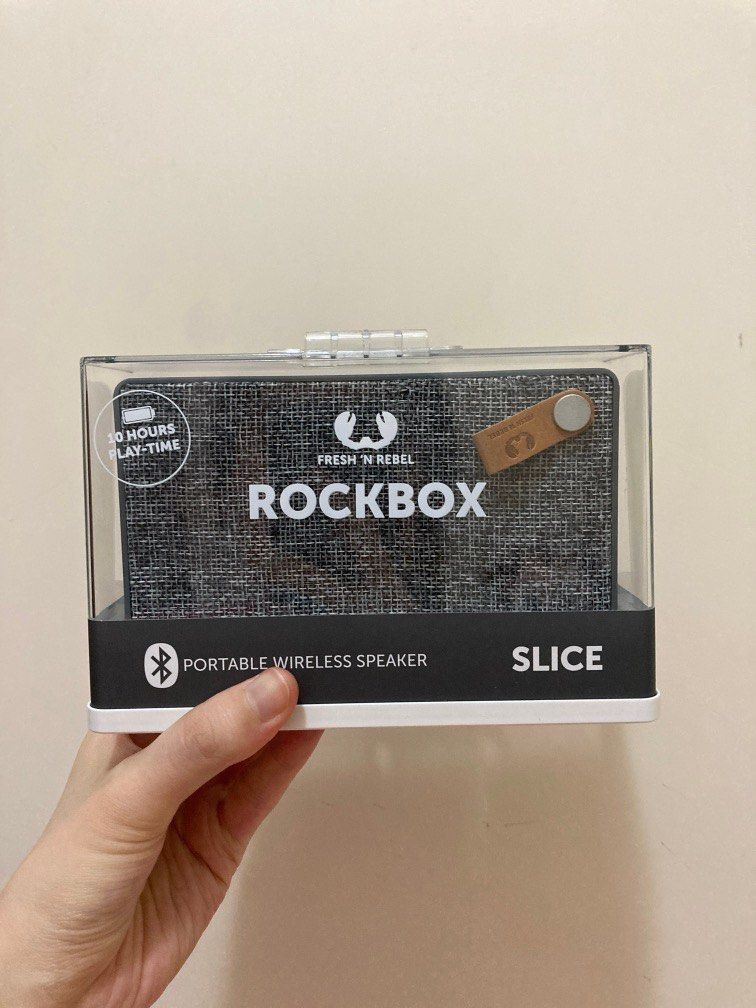 10 HOURS
PLAY-TIME
FRESH 'N REBEL
ROCKBOX
PORTABLE WIRELESS SPEAKER
SLICE